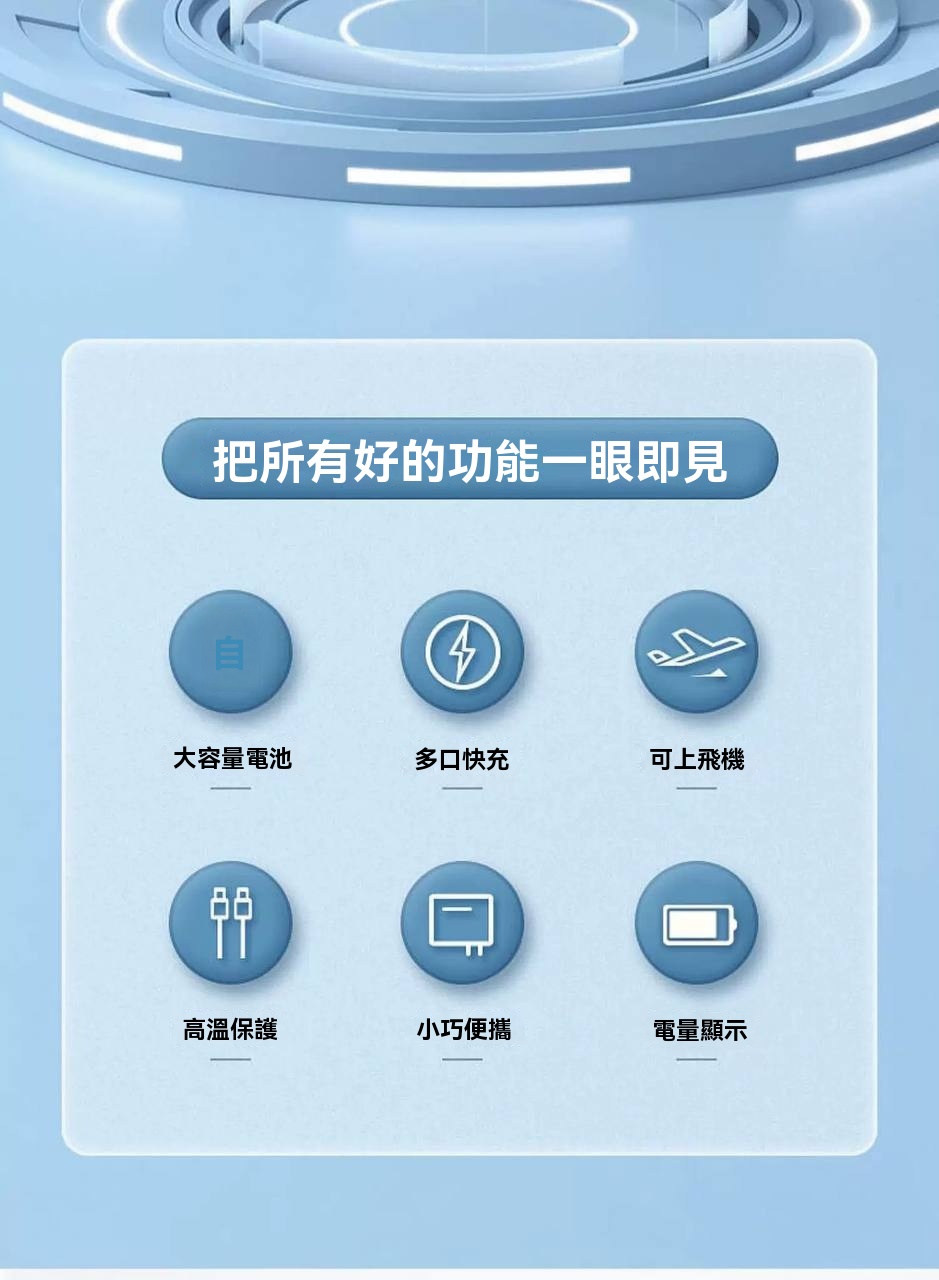 把所有好的功能一眼即見
自
大容量電池
多口快充
可上飛機
高溫保護
小巧便攜
電量顯示